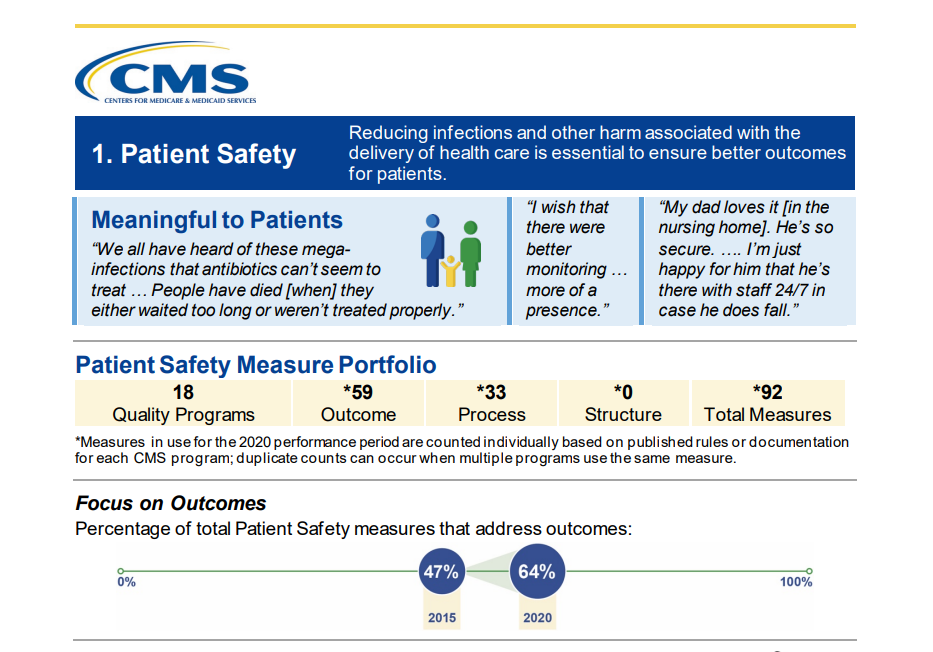 CMS
CENTERS FOR MEDICARE & MEDICAID SERVICES
1. Patient Safety
Reducing infections and other harm associated with the
delivery of health care is essential to ensure better outcomes
for patients.
Meaningful to Patients
“We all have heard of these mega-
infections that antibiotics can’t seem to
treat … People have died [when] they
either waited too long or weren’t treated properly.”
“I wish that
there were
better
monitoring …
more of a
presence.”
“My dad loves it [in the
nursing home]. He’s so
secure. …. I’m just
happy for him that he’s
there with staff 24/7 in
case he does fall.”
Patient Safety Measure Portfolio
18
Quality Programs
*59
Outcome
*33
Process
*0
Structure
*92
Total Measures
*Measures in use for the 2020 performance period are counted individually based on published rules or documentation
for each CMS program; duplicate counts can occur when multiple programs use the same measure.
Focus on Outcomes
Percentage of total Patient Safety measures that address outcomes:
0%
47%
64%
100%
2015
2020